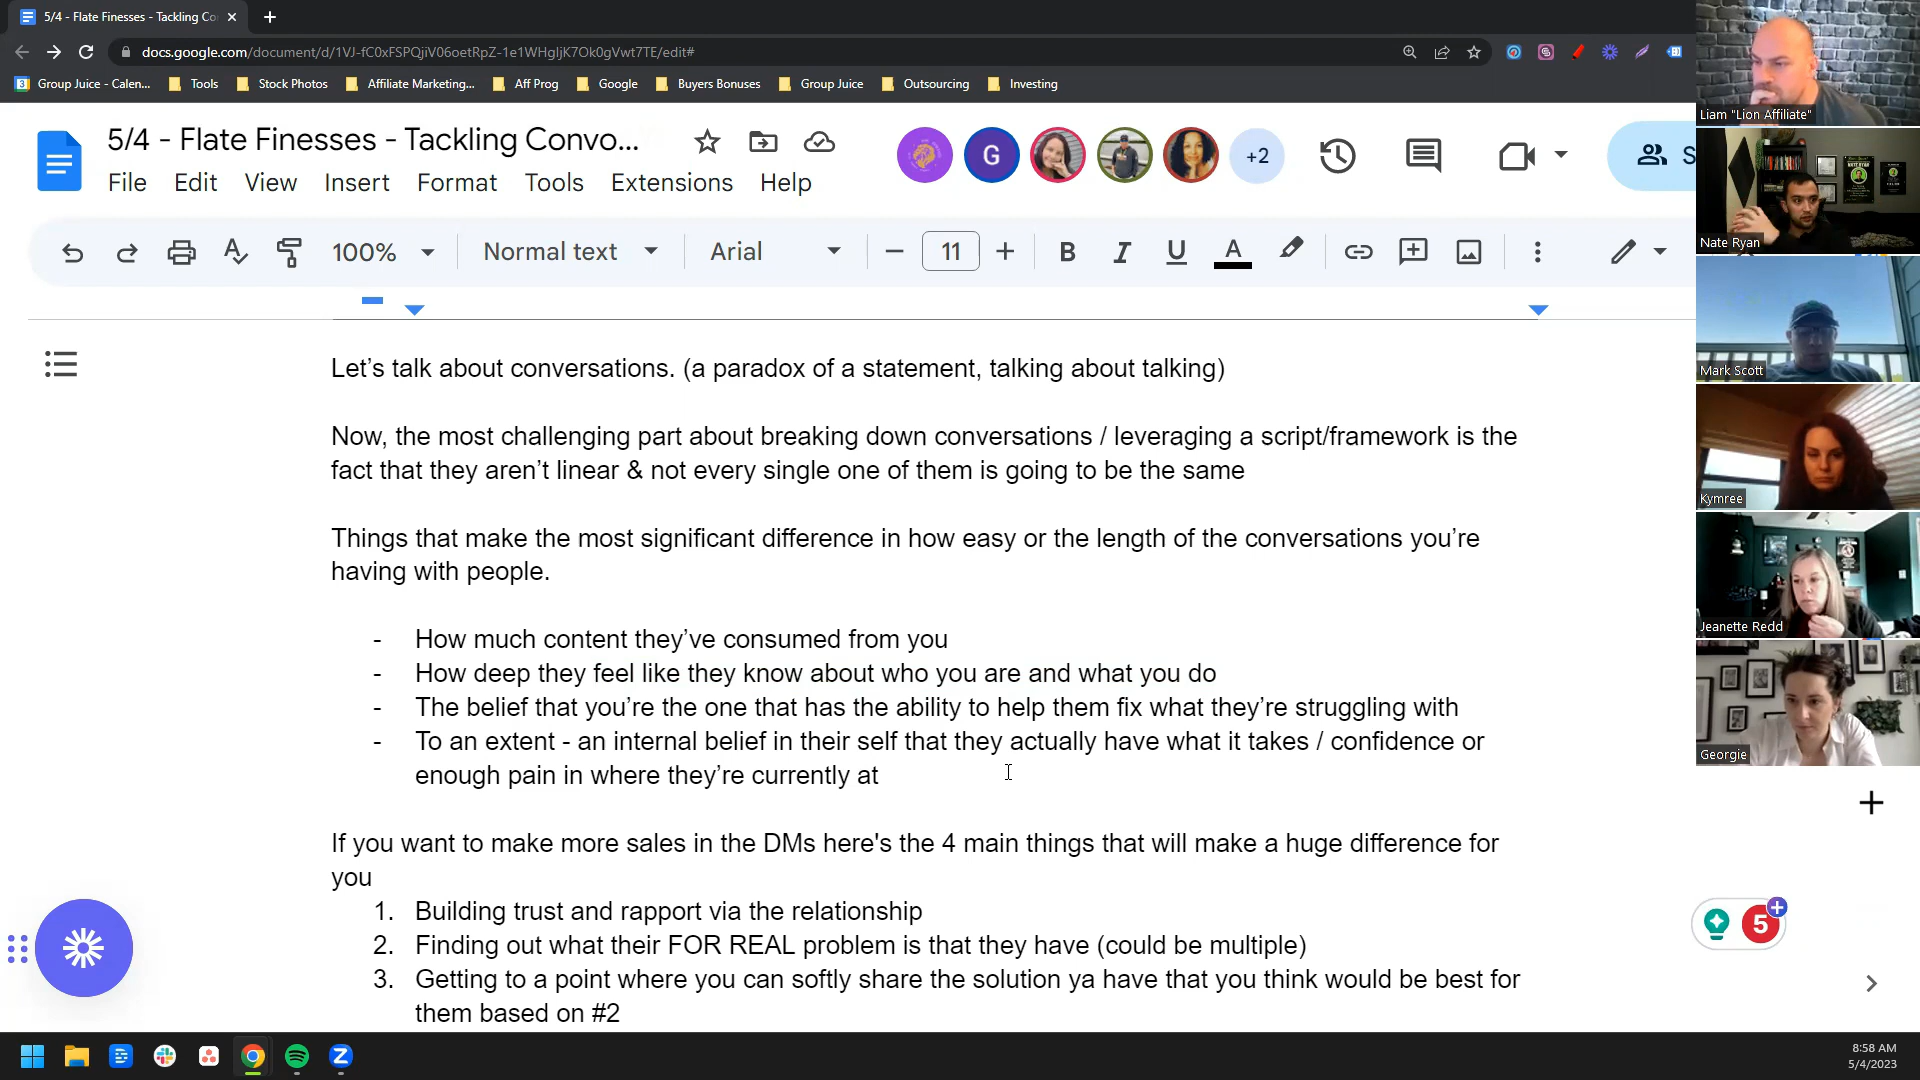 5/4 - Flate Finesses - Tackling Co
docs.google.com/document/d/1VJ-fC0xFSPQjiV06oetRpZ-1e1WHgIjK7Ok0gVwt7TE/edit#
Group Juice - Calen...
Tools
Stock Photos
Affiliate Marketing...
Aff Prog
Google
Buyers Bonuses
Group Juice
Outsourcing
Investing
5/4 - Flate Finesses - Tackling Convo...
G
+2
S
File Edit View Insert Format Tools Extensions Help
100%
Normal text
Arial
11
B I U A
Let's talk about conversations. (a paradox of a statement, talking about talking)
Now, the most challenging part about breaking down conversations / leveraging a script/framework is the
fact that they aren't linear & not every single one of them is going to be the same
Things that make the most significant difference in how easy or the length of the conversations you're
having with people.
- How much content they've consumed from you
- How deep they feel like they know about who you are and what you do
- The belief that you're the one that has the ability to help them fix what they're struggling with
- To an extent - an internal belief in their self that they actually have what it takes / confidence or
enough pain in where they're currently at
If you want to make more sales in the DMs here's the 4 main things that will make a huge difference for
you
1. Building trust and rapport via the relationship
2. Finding out what their FOR REAL problem is that they have (could be multiple)
3. Getting to a point where you can softly share the solution ya have that you think would be best for
them based on #2
5
Liam "Lion Affiliate"
Nate Ryan
Mark Scott
Kymree
Jeanette Redd
Georgie
8:58 AM
5/4/2023